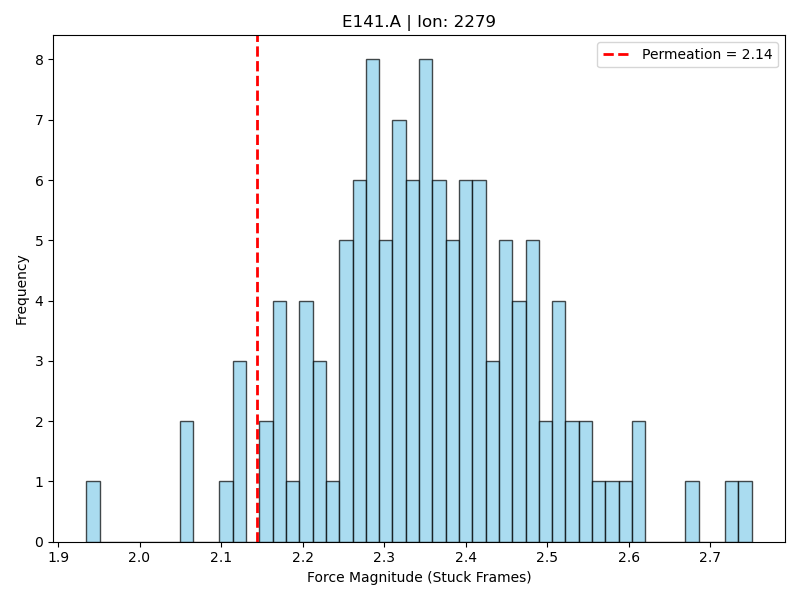 E141.A | Ion: 2279
Permeation = 2.14
8
7
6
5
4
3
2
1
0
Frequency
1.9 2.0 2.1 2.2 2.3 2.4 2.5 2.6 2.7
Force Magnitude (Stuck Frames)